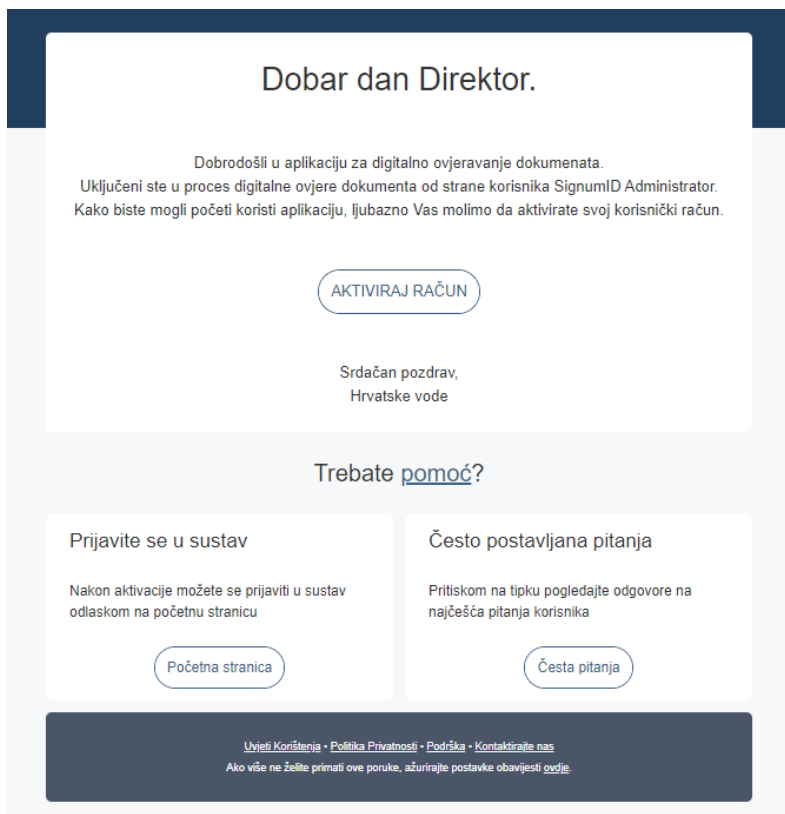 Dobar dan Direktor.
Dobrodošli u aplikaciju za digitalno ovjeravanje dokumenata.
Uključeni ste u proces digitalne ovjere dokumenta od strane korisnika SignumID Administrator.
Kako biste mogli početi koristi aplikaciju, ljubazno Vas molimo da aktivirate svoj korisnički račun.
AKTIVIRAJ RAČUN
Srdačan pozdrav,
Hrvatske vode
Trebate pomoć?
Prijavite se u sustav
Nakon aktivacije možete se prijaviti u sustav
odlaskom na početnu stranicu
Početna stranica
Često postavljana pitanja
Pritiskom na tipku pogledajte odgovore na
najčešća pitanja korisnika
Česta pitanja
Uvjeti Korištenja • Politika Privatnosti • Podrška • Kontaktirajte nas
Ako više ne želite primati ove poruke, ažurirajte postavke obavijesti ovdje.